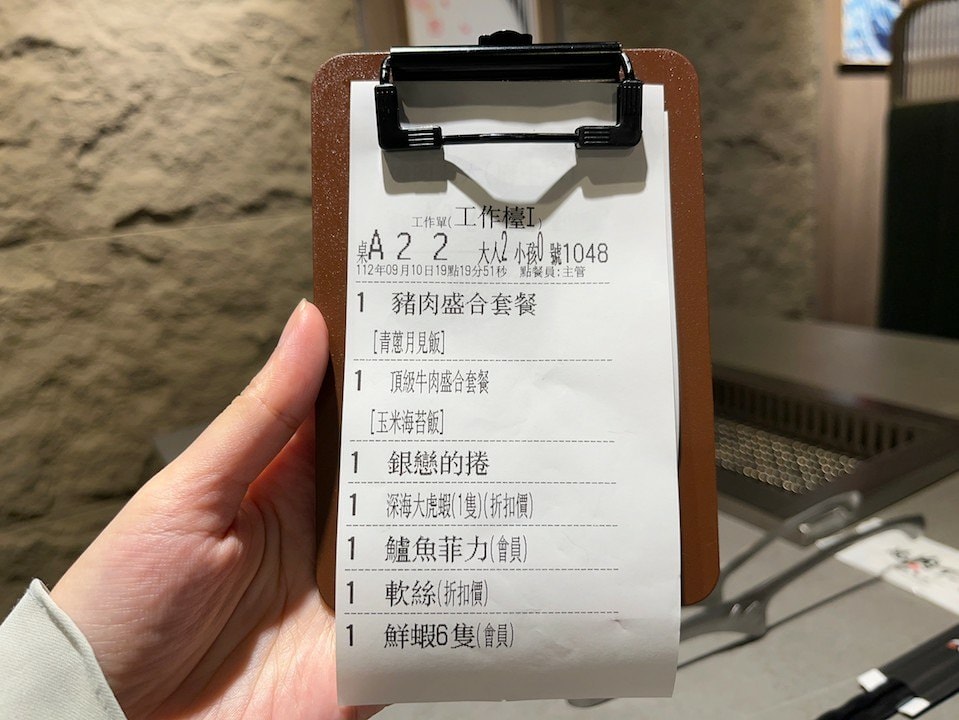 工作單(工作檯I)
桌A22 大人2 小孩0 號1048
112年09月10日19點19分51秒 點餐員:主管
1 豬肉盛合套餐
[青蔥月見飯]
1 頂級牛肉盛合套餐
[玉米海苔飯]
1 銀戀的捲
1 深海大虎蝦(1隻)(折扣價)
1 鱸魚菲力(會員)
1 軟絲(折扣價)
1 鮮蝦6隻(會員)